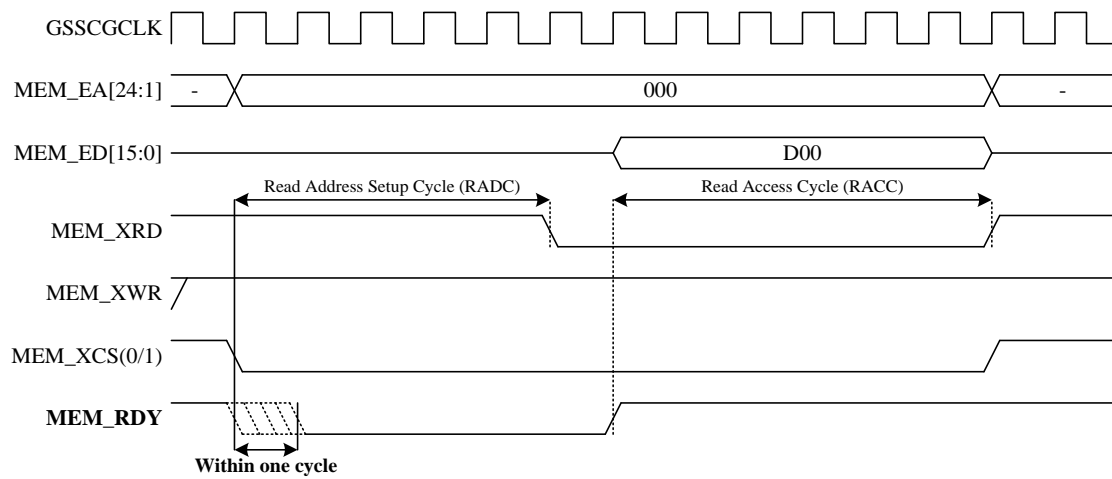 GSSCGCLK
MEM_EA[24:1] - 000 -
MEM_ED[15:0] D00
Read Address Setup Cycle (RADC) Read Access Cycle (RACC)
MEM_XRD
MEM_XWR
MEM_XCS(0/1)
MEM_RDY
Within one cycle